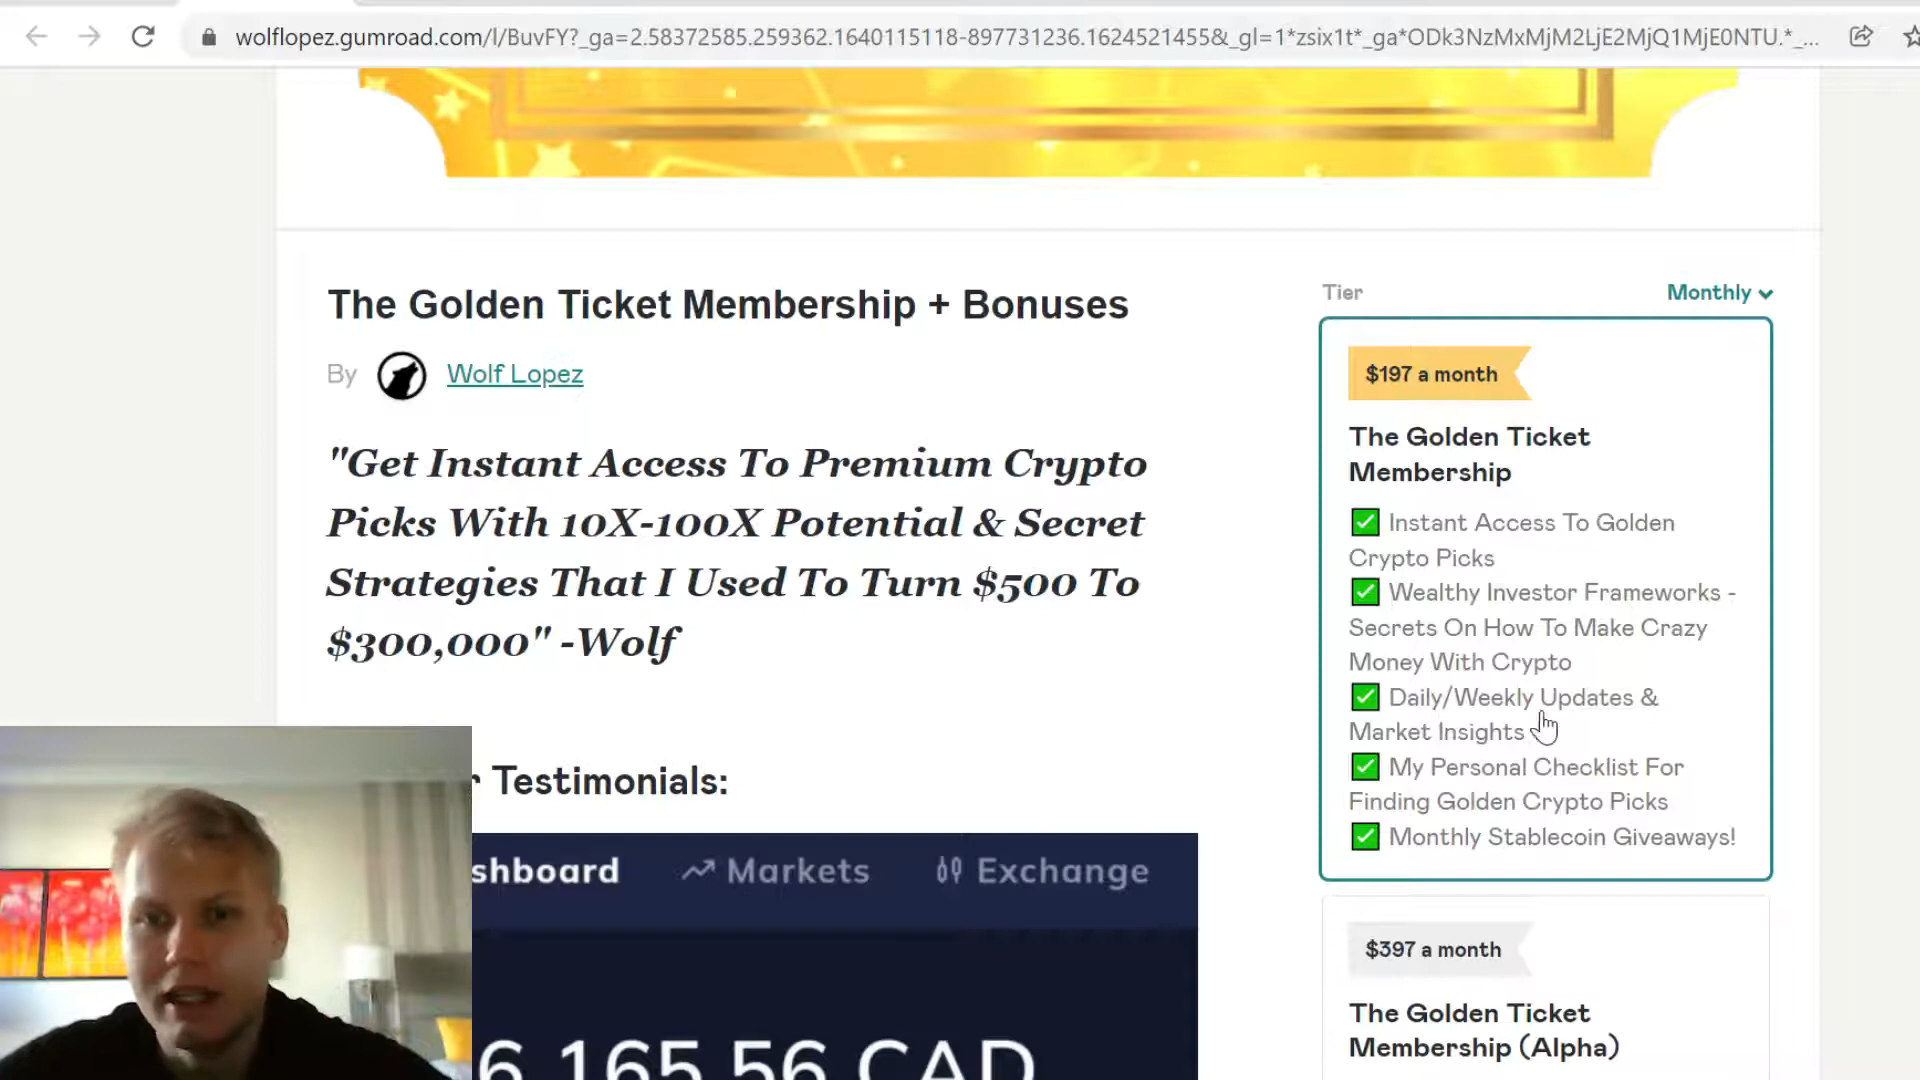 wolflopez.gumroad.com/l/BuvFY?_ga=2.58372585.259362.1640115118-897731236.1624521455&_gl=1*zsix1t*_ga*ODk3NzMxMjM2LjE2MjQ1MjE0NTU.*_...
The Golden Ticket Membership + Bonuses
By Wolf Lopez
"Get Instant Access To Premium Crypto
Picks With 10X-100X Potential & Secret
Strategies That I Used To Turn $500 To
$300,000" -Wolf
r Testimonials:
shboard Markets Exchange
6,165.56 CAD
Tier Monthly
$197 a month
The Golden Ticket
Membership
✅ Instant Access To Golden
Crypto Picks
✅ Wealthy Investor Frameworks -
Secrets On How To Make Crazy
Money With Crypto
✅ Daily/Weekly Updates &
Market Insights
✅ My Personal Checklist For
Finding Golden Crypto Picks
✅ Monthly Stablecoin Giveaways!
$397 a month
The Golden Ticket
Membership (Alpha)